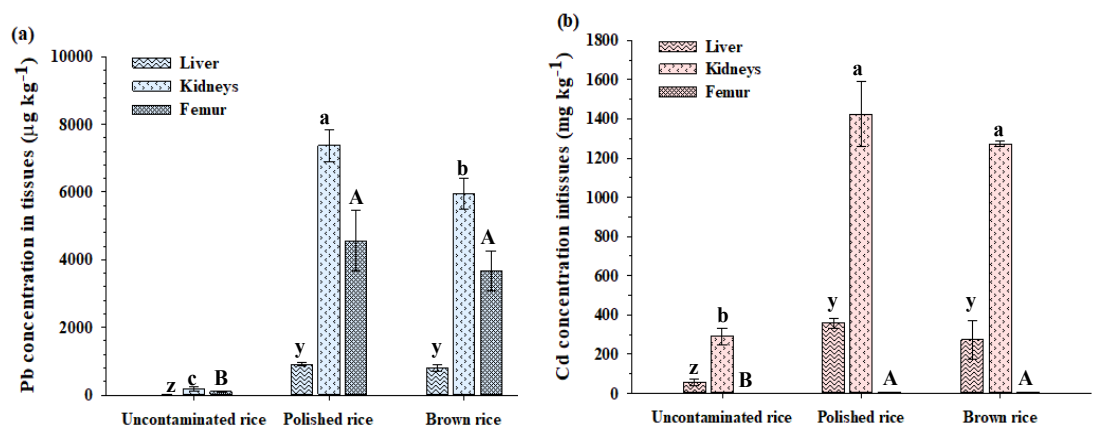 (a)
Pb concentration in tissues (µg kg⁻¹)
10000
8000
6000
4000
2000
0
Liver
Kidneys
Femur
z c B
y a A
y b A
Uncontaminated rice Polished rice Brown rice
(b)
Cd concentration intissues (mg kg⁻¹)
1800
1600
1400
1200
1000
800
600
400
200
0
Liver
Kidneys
Femur
z b B
y a A
y a A
Uncontaminated rice Polished rice Brown rice